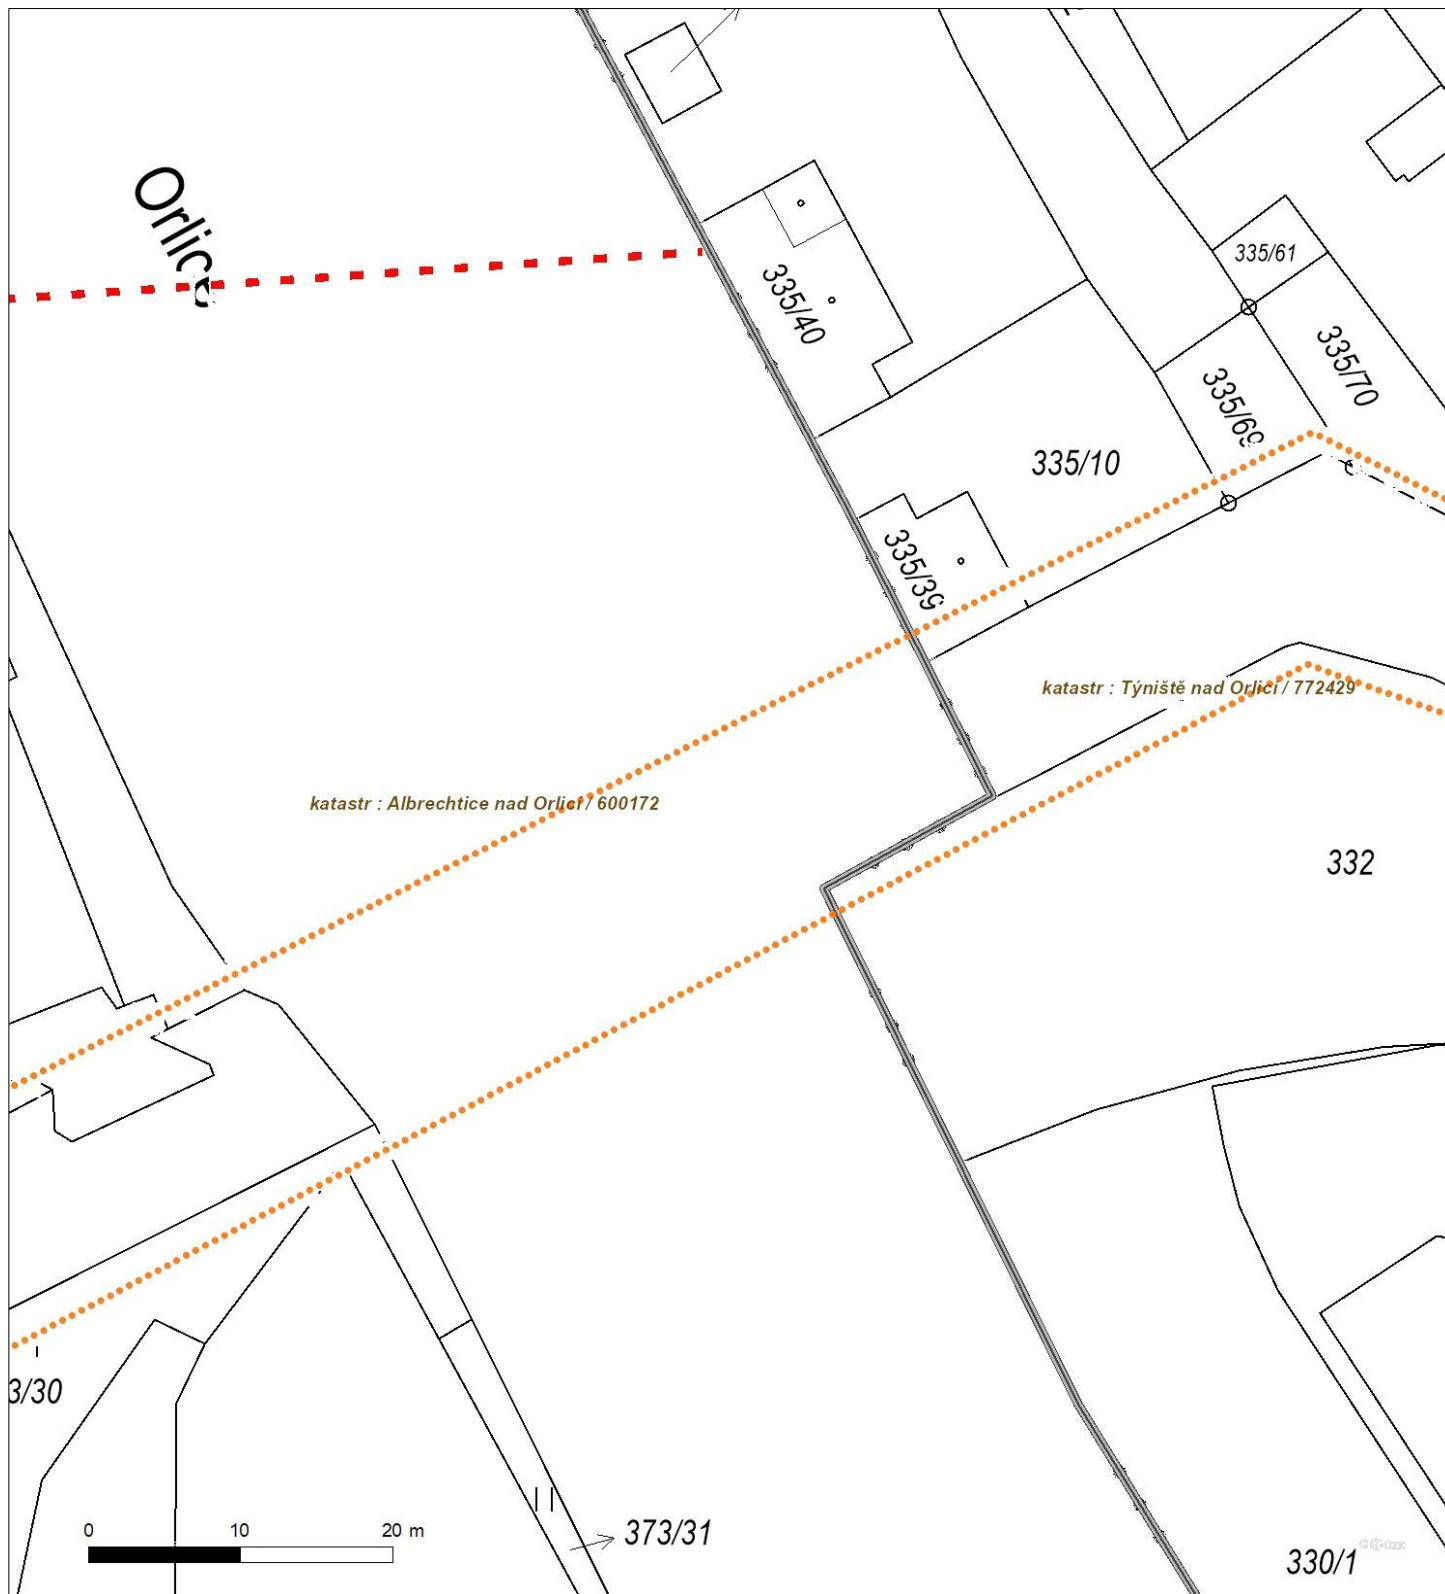 Orlice
335/61
335/40
335/70
335/69
335/10
335/39
katastr : Týniště nad Orlicí / 772429
katastr : Albrechtice nad Orlicí / 600172
332
3/30
0 10 20 m
373/31
330/1